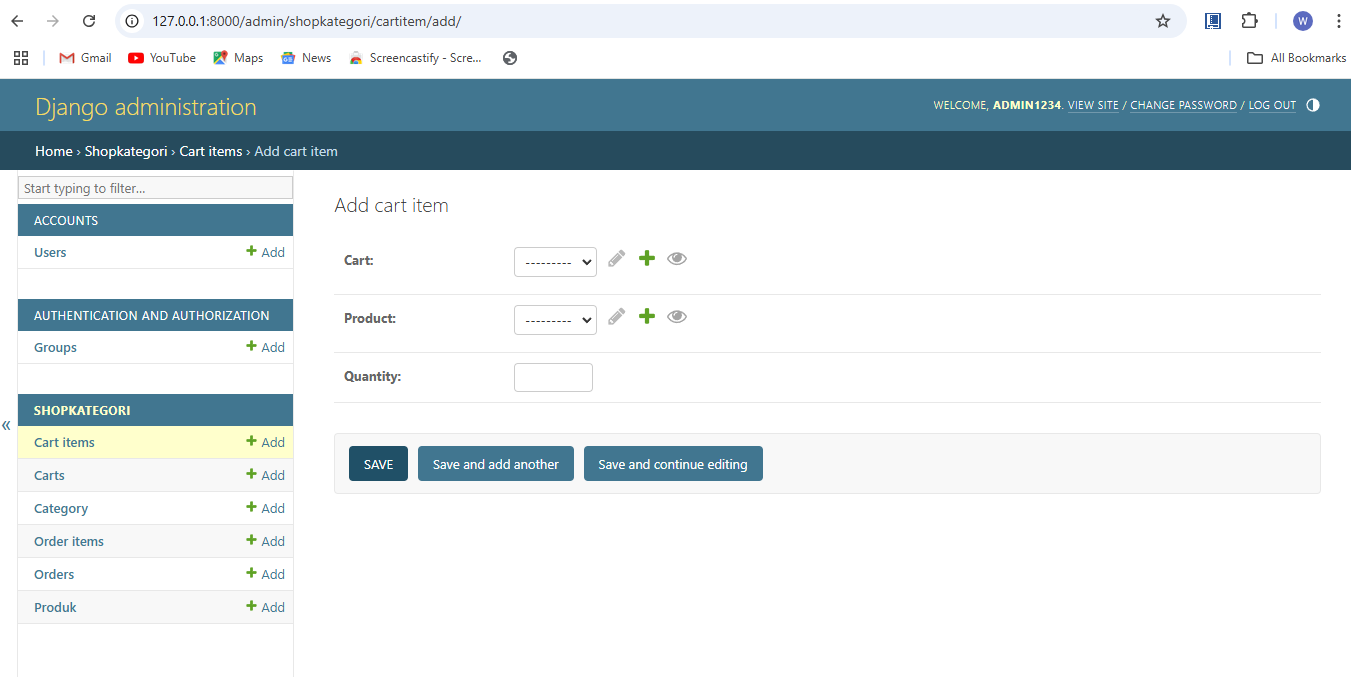 127.0.0.1:8000/admin/shopkategori/cartitem/add/
W
Gmail YouTube Maps News Screencastify - Scre... All Bookmarks
Django administration
WELCOME, ADMIN1234. VIEW SITE / CHANGE PASSWORD / LOG OUT
Home › Shopkategori › Cart items › Add cart item
Start typing to filter...
ACCOUNTS
Users + Add
AUTHENTICATION AND AUTHORIZATION
Groups + Add
SHOPKATEGORI
«
Cart items + Add
Carts + Add
Category + Add
Order items + Add
Orders + Add
Produk + Add
Add cart item
Cart: ---------
Product: ---------
Quantity:
SAVE Save and add another Save and continue editing